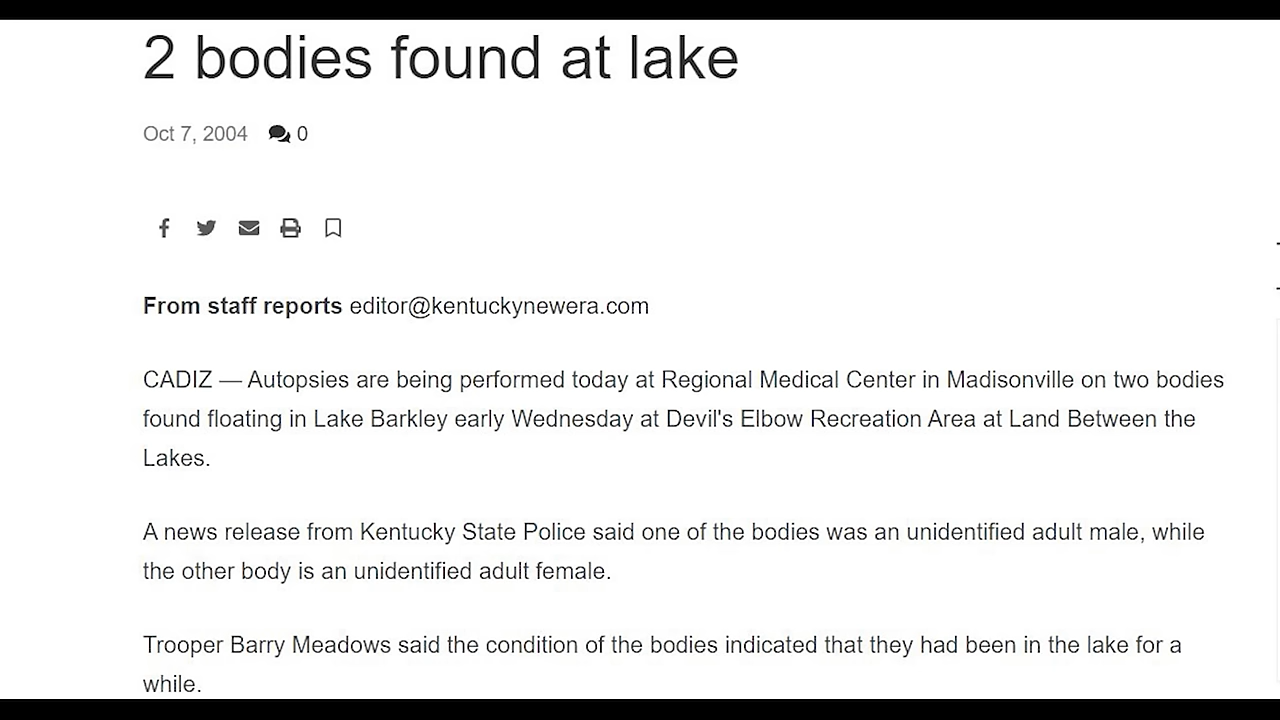 2 bodies found at lake
Oct 7, 2004 0
From staff reports editor@kentuckynewera.com
CADIZ — Autopsies are being performed today at Regional Medical Center in Madisonville on two bodies
found floating in Lake Barkley early Wednesday at Devil's Elbow Recreation Area at Land Between the
Lakes.
A news release from Kentucky State Police said one of the bodies was an unidentified adult male, while
the other body is an unidentified adult female.
Trooper Barry Meadows said the condition of the bodies indicated that they had been in the lake for a
while.